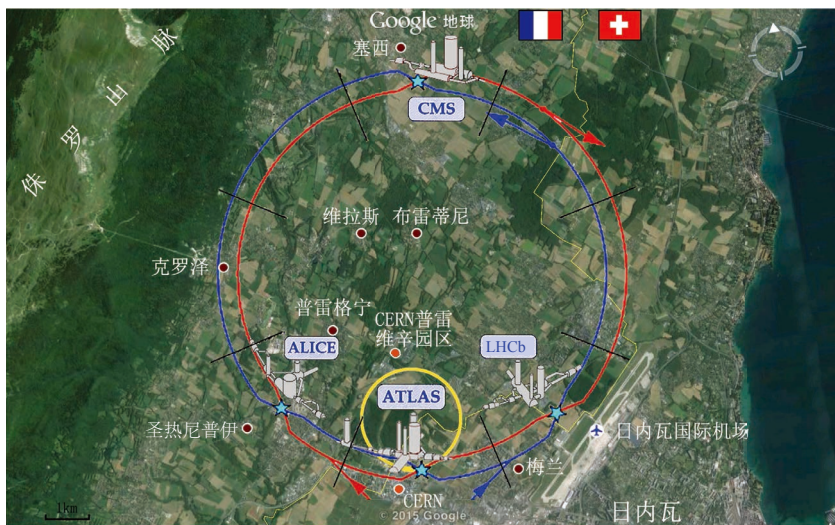 Google 地球
塞西
侏罗山脉
CMS
维拉斯
布雷蒂尼
克罗泽
普雷格宁
CERN普雷
维辛园区
ALICE
LHCb
ATLAS
圣热尼普伊
日内瓦国际机场
梅兰
CERN
日内瓦
1km
© 2015 Google